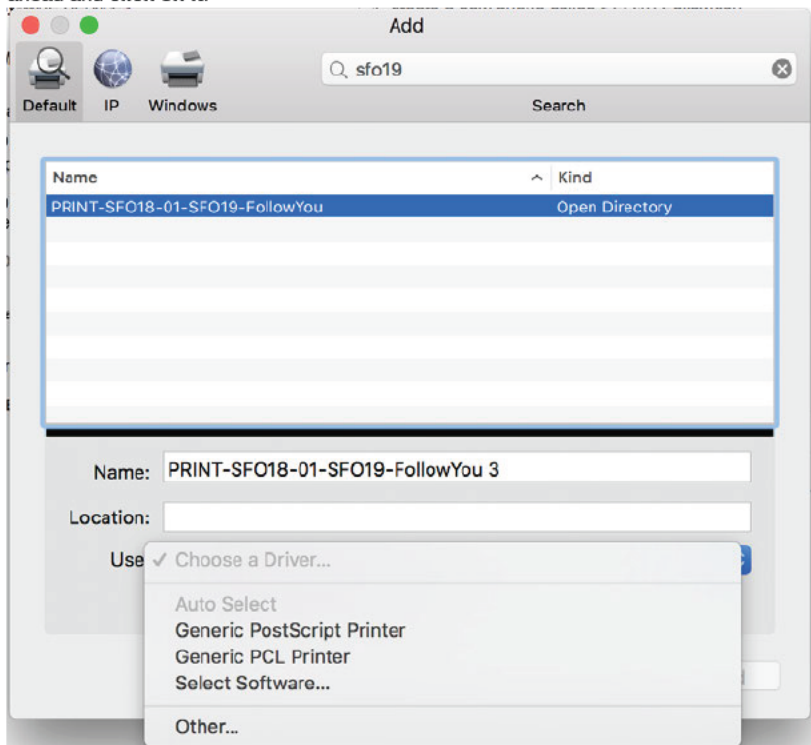 Add
sfo19
Default IP Windows Search
Name Kind
PRINT-SFO18-01-SFO19-FollowYou Open Directory
Name: PRINT-SFO18-01-SFO19-FollowYou 3
Location:
Use ✓ Choose a Driver...
Auto Select
Generic PostScript Printer
Generic PCL Printer
Select Software...
Other...